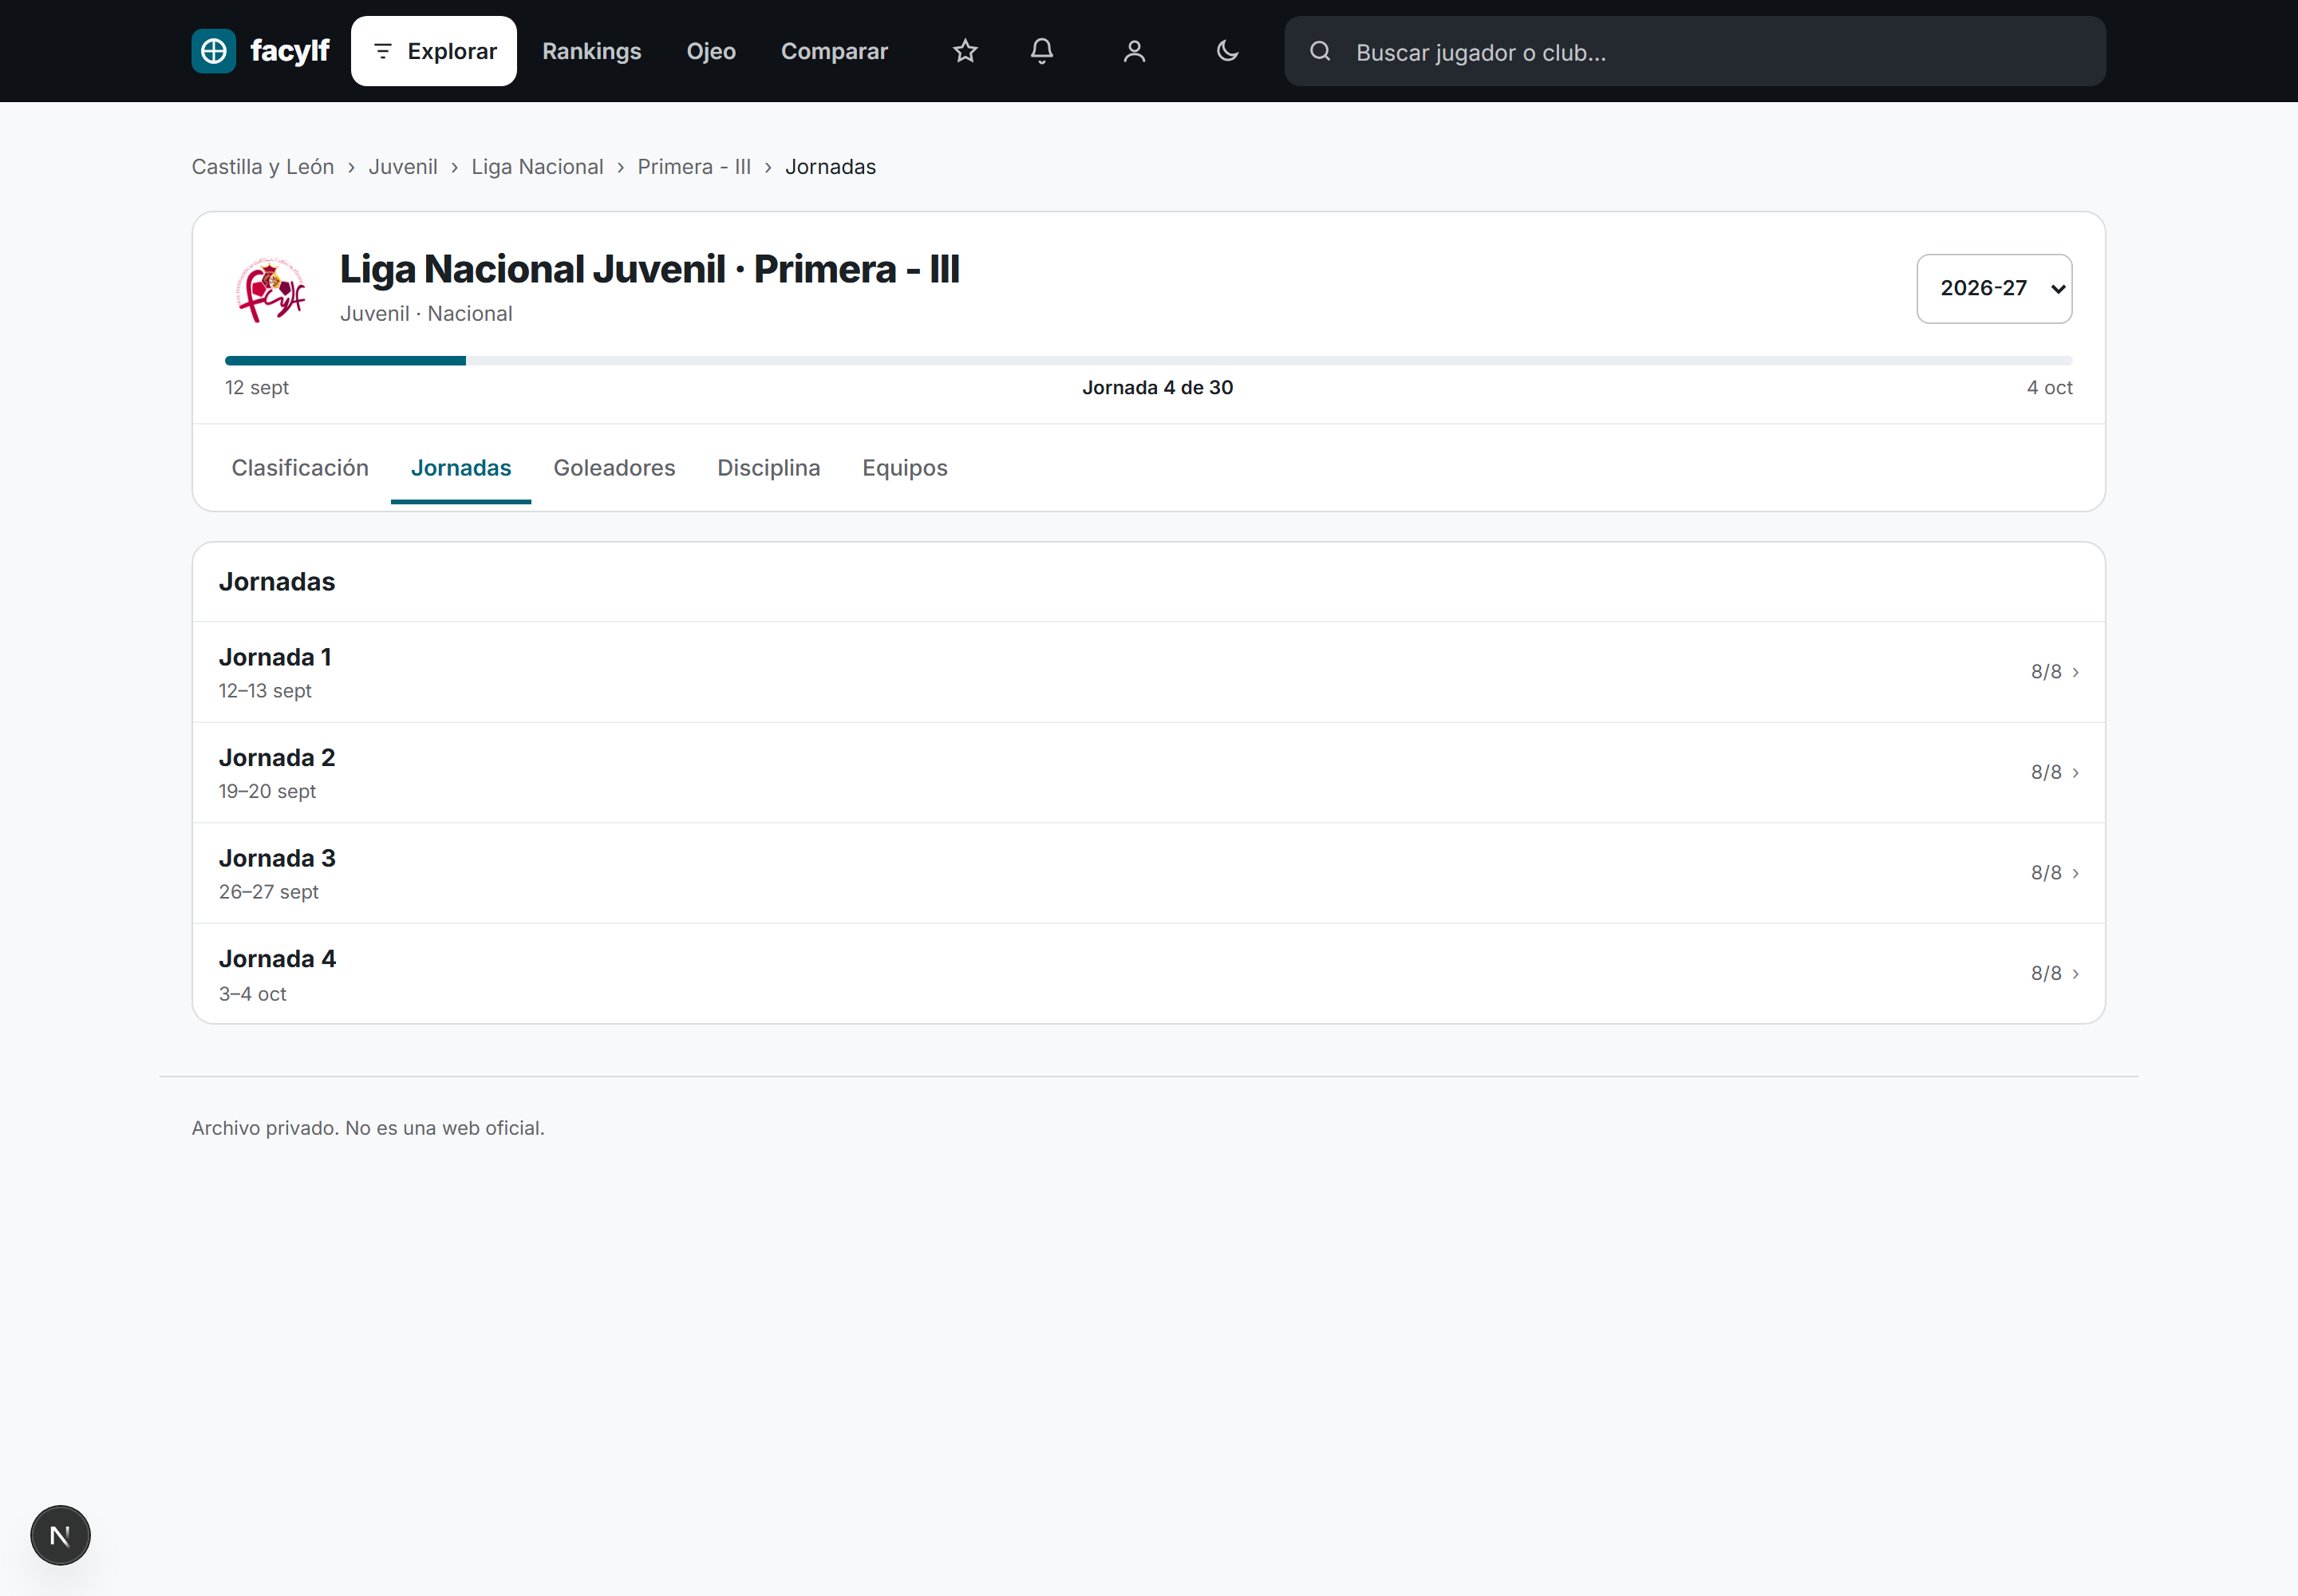 facylf
Explorar
Rankings
Ojeo
Comparar
Buscar jugador o club...
Castilla y León › Juvenil › Liga Nacional › Primera - III › Jornadas
fcylf
Liga Nacional Juvenil · Primera - III
Juvenil · Nacional
2026-27
12 sept
Jornada 4 de 30
4 oct
Clasificación
Jornadas
Goleadores
Disciplina
Equipos
Jornadas
Jornada 1
12–13 sept
8/8 ›
Jornada 2
19–20 sept
8/8 ›
Jornada 3
26–27 sept
8/8 ›
Jornada 4
3–4 oct
8/8 ›
Archivo privado. No es una web oficial.
N